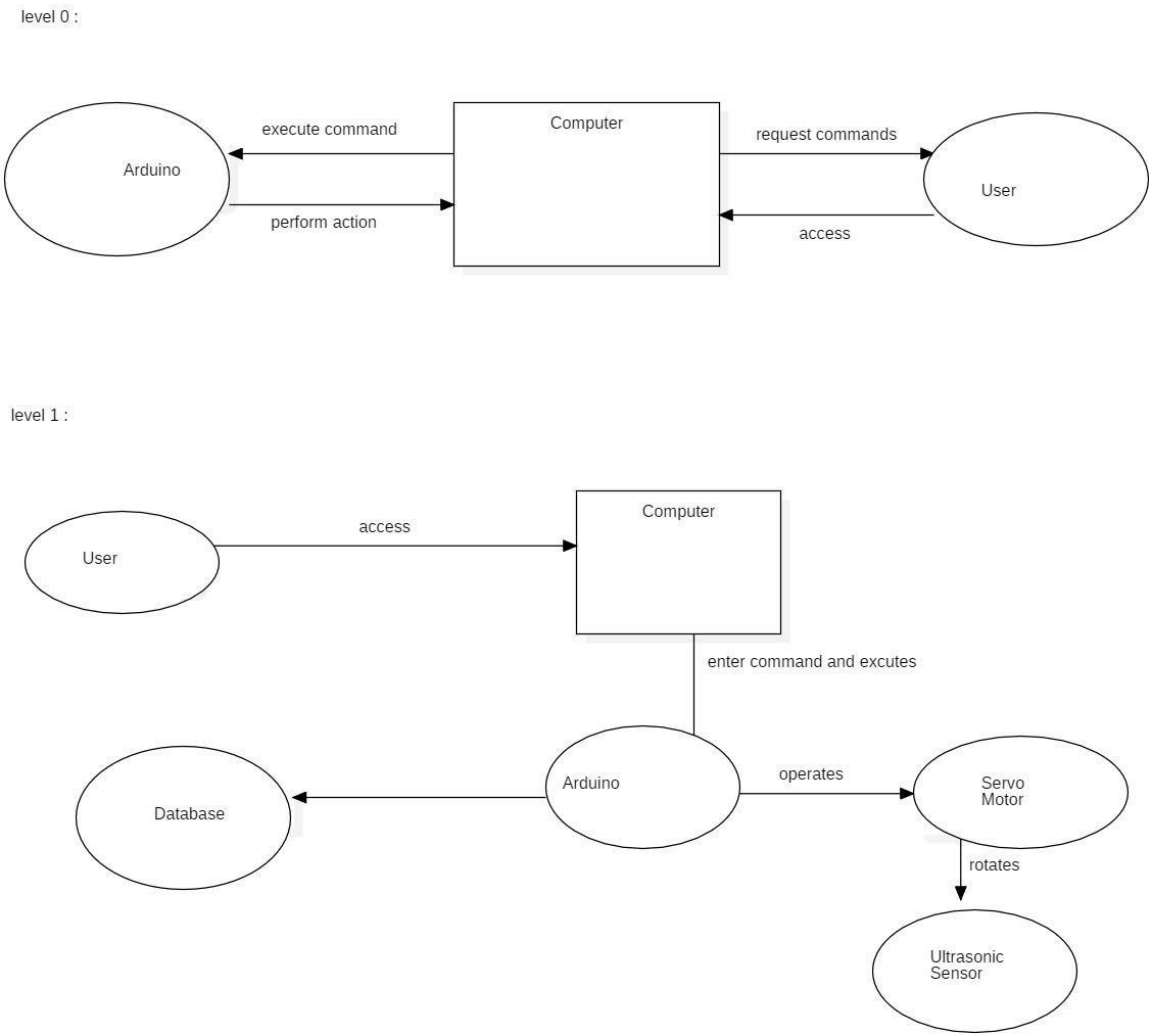 level 0 :
execute command
Computer
request commands
Arduino
User
perform action
access
level 1 :
access
Computer
User
enter command and excutes
Arduino
operates
Servo
Motor
Database
rotates
Ultrasonic
Sensor